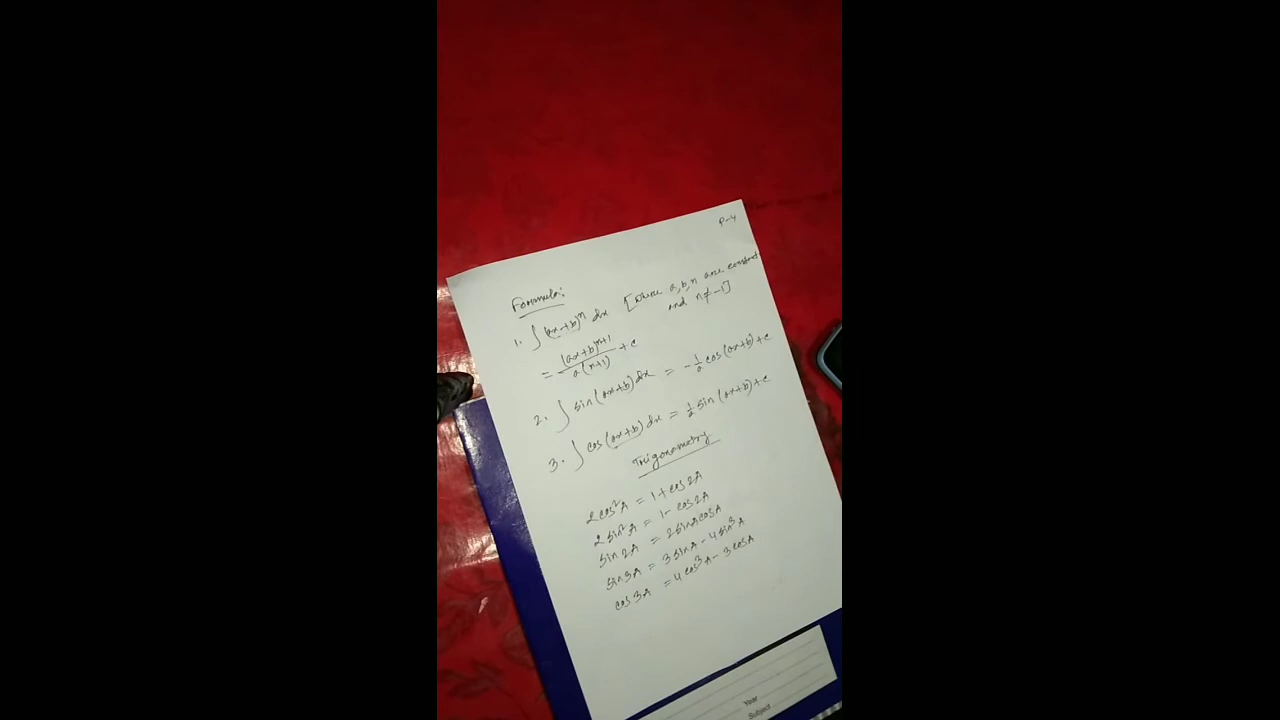 P-4
Formula:
1. ∫(ax+b)ⁿ dx [where a,b,n are constant
and n≠-1]
= (ax+b)ⁿ⁺¹/a(n+1) + c
2. ∫ sin(ax+b)dx = -1/a cos(ax+b)+c
3. ∫ cos(ax+b) dx = 1/a sin(ax+b)+c
Trigonometry
2cos²A = 1+cos2A
2sin²A = 1-cos2A
sin2A = 2sinAcosA
sin3A = 3sinA-4sin³A
cos3A = 4cos³A-3cosA
Year
Subject